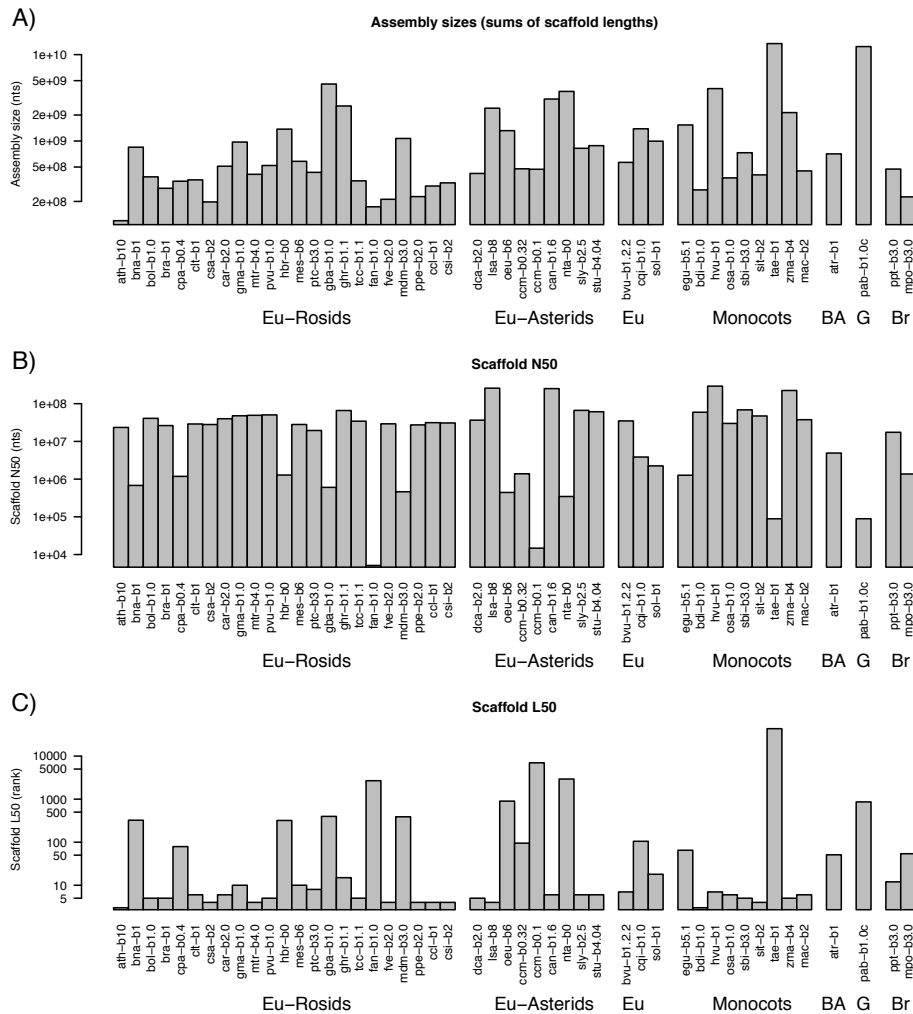 A)
Assembly sizes (sums of scaffold lengths)
Assembly size (nts)
1e+10
5e+09
2e+09
1e+09
5e+08
2e+08
ath−b10
bna−b1
bol−b1.0
bra−b1
cpa−b0.4
clt−b1
csa−b2
car−b2.0
gma−b1.0
mtr−b4.0
pvu−b1.0
hbr−b0
mes−b6
ptc−b3.0
gba−b1.0
ghr−b1.1
tcc−b1.1
fan−b1.0
fve−b2.0
mdm−b3.0
ppe−b2.0
ccl−b1
csi−b2
dca−b2.0
lsa−b8
oeu−b6
ccm−b0.32
ccm−b0.1
can−b1.6
nta−b0
sly−b2.5
stu−b4.04
bvu−b1.2.2
cqi−b1.0
sol−b1
egu−b5.1
bdi−b1.0
hvu−b1
osa−b1.0
sbi−b3.0
sit−b2
tae−b1
zma−b4
mac−b2
atr−b1
pab−b1.0c
ppt−b3.0
mpo−b3.0
Eu−Rosids Eu−Asterids Eu Monocots BA G Br
B)
Scaffold N50
Scaffold N50 (nts)
1e+08
1e+07
1e+06
1e+05
1e+04
ath−b10
bna−b1
bol−b1.0
bra−b1
cpa−b0.4
clt−b1
csa−b2
car−b2.0
gma−b1.0
mtr−b4.0
pvu−b1.0
hbr−b0
mes−b6
ptc−b3.0
gba−b1.0
ghr−b1.1
tcc−b1.1
fan−b1.0
fve−b2.0
mdm−b3.0
ppe−b2.0
ccl−b1
csi−b2
dca−b2.0
lsa−b8
oeu−b6
ccm−b0.32
ccm−b0.1
can−b1.6
nta−b0
sly−b2.5
stu−b4.04
bvu−b1.2.2
cqi−b1.0
sol−b1
egu−b5.1
bdi−b1.0
hvu−b1
osa−b1.0
sbi−b3.0
sit−b2
tae−b1
zma−b4
mac−b2
atr−b1
pab−b1.0c
ppt−b3.0
mpo−b3.0
Eu−Rosids Eu−Asterids Eu Monocots BA G Br
C)
Scaffold L50
Scaffold L50 (rank)
10000
5000
1000
500
100
50
10
5
ath−b10
bna−b1
bol−b1.0
bra−b1
cpa−b0.4
clt−b1
csa−b2
car−b2.0
gma−b1.0
mtr−b4.0
pvu−b1.0
hbr−b0
mes−b6
ptc−b3.0
gba−b1.0
ghr−b1.1
tcc−b1.1
fan−b1.0
fve−b2.0
mdm−b3.0
ppe−b2.0
ccl−b1
csi−b2
dca−b2.0
lsa−b8
oeu−b6
ccm−b0.32
ccm−b0.1
can−b1.6
nta−b0
sly−b2.5
stu−b4.04
bvu−b1.2.2
cqi−b1.0
sol−b1
egu−b5.1
bdi−b1.0
hvu−b1
osa−b1.0
sbi−b3.0
sit−b2
tae−b1
zma−b4
mac−b2
atr−b1
pab−b1.0c
ppt−b3.0
mpo−b3.0
Eu−Rosids Eu−Asterids Eu Monocots BA G Br